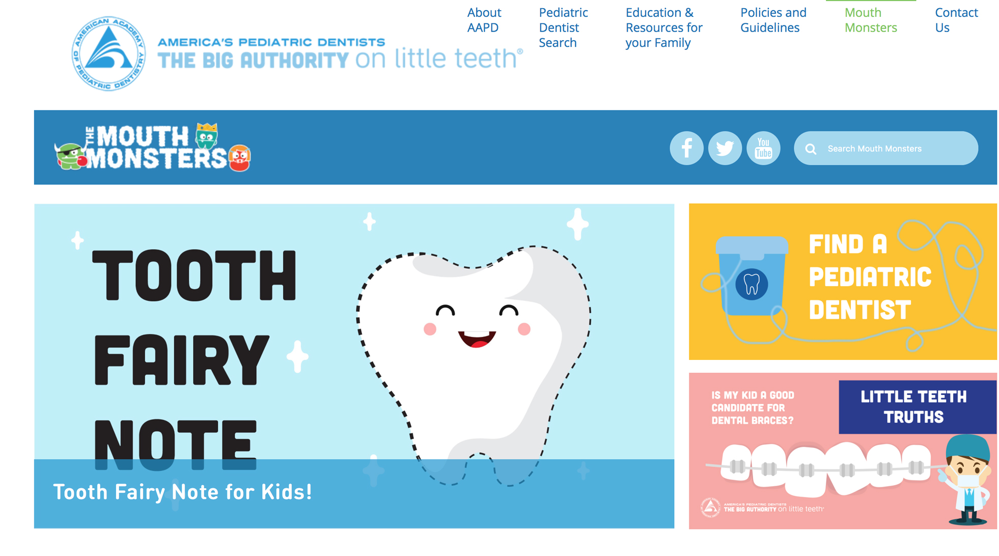 About
AAPD
Pediatric
Dentist
Search
Education &
Resources for
your Family
Policies and
Guidelines
Mouth
Monsters
Contact
Us
AMERICAN ACADEMY
OF PEDIATRIC DENTISTRY
AMERICA'S PEDIATRIC DENTISTS
THE BIG AUTHORITY on little teeth®
THE MOUTH
MONSTERS
f
You
Tube
Search Mouth Monsters
TOOTH
FAIRY
NOTE
Tooth Fairy Note for Kids!
FIND A
PEDIATRIC
DENTIST
IS MY KID A GOOD
CANDIDATE FOR
DENTAL BRACES?
LITTLE TEETH
TRUTHS
AMERICA'S PEDIATRIC DENTISTS
THE BIG AUTHORITY on little teeth®